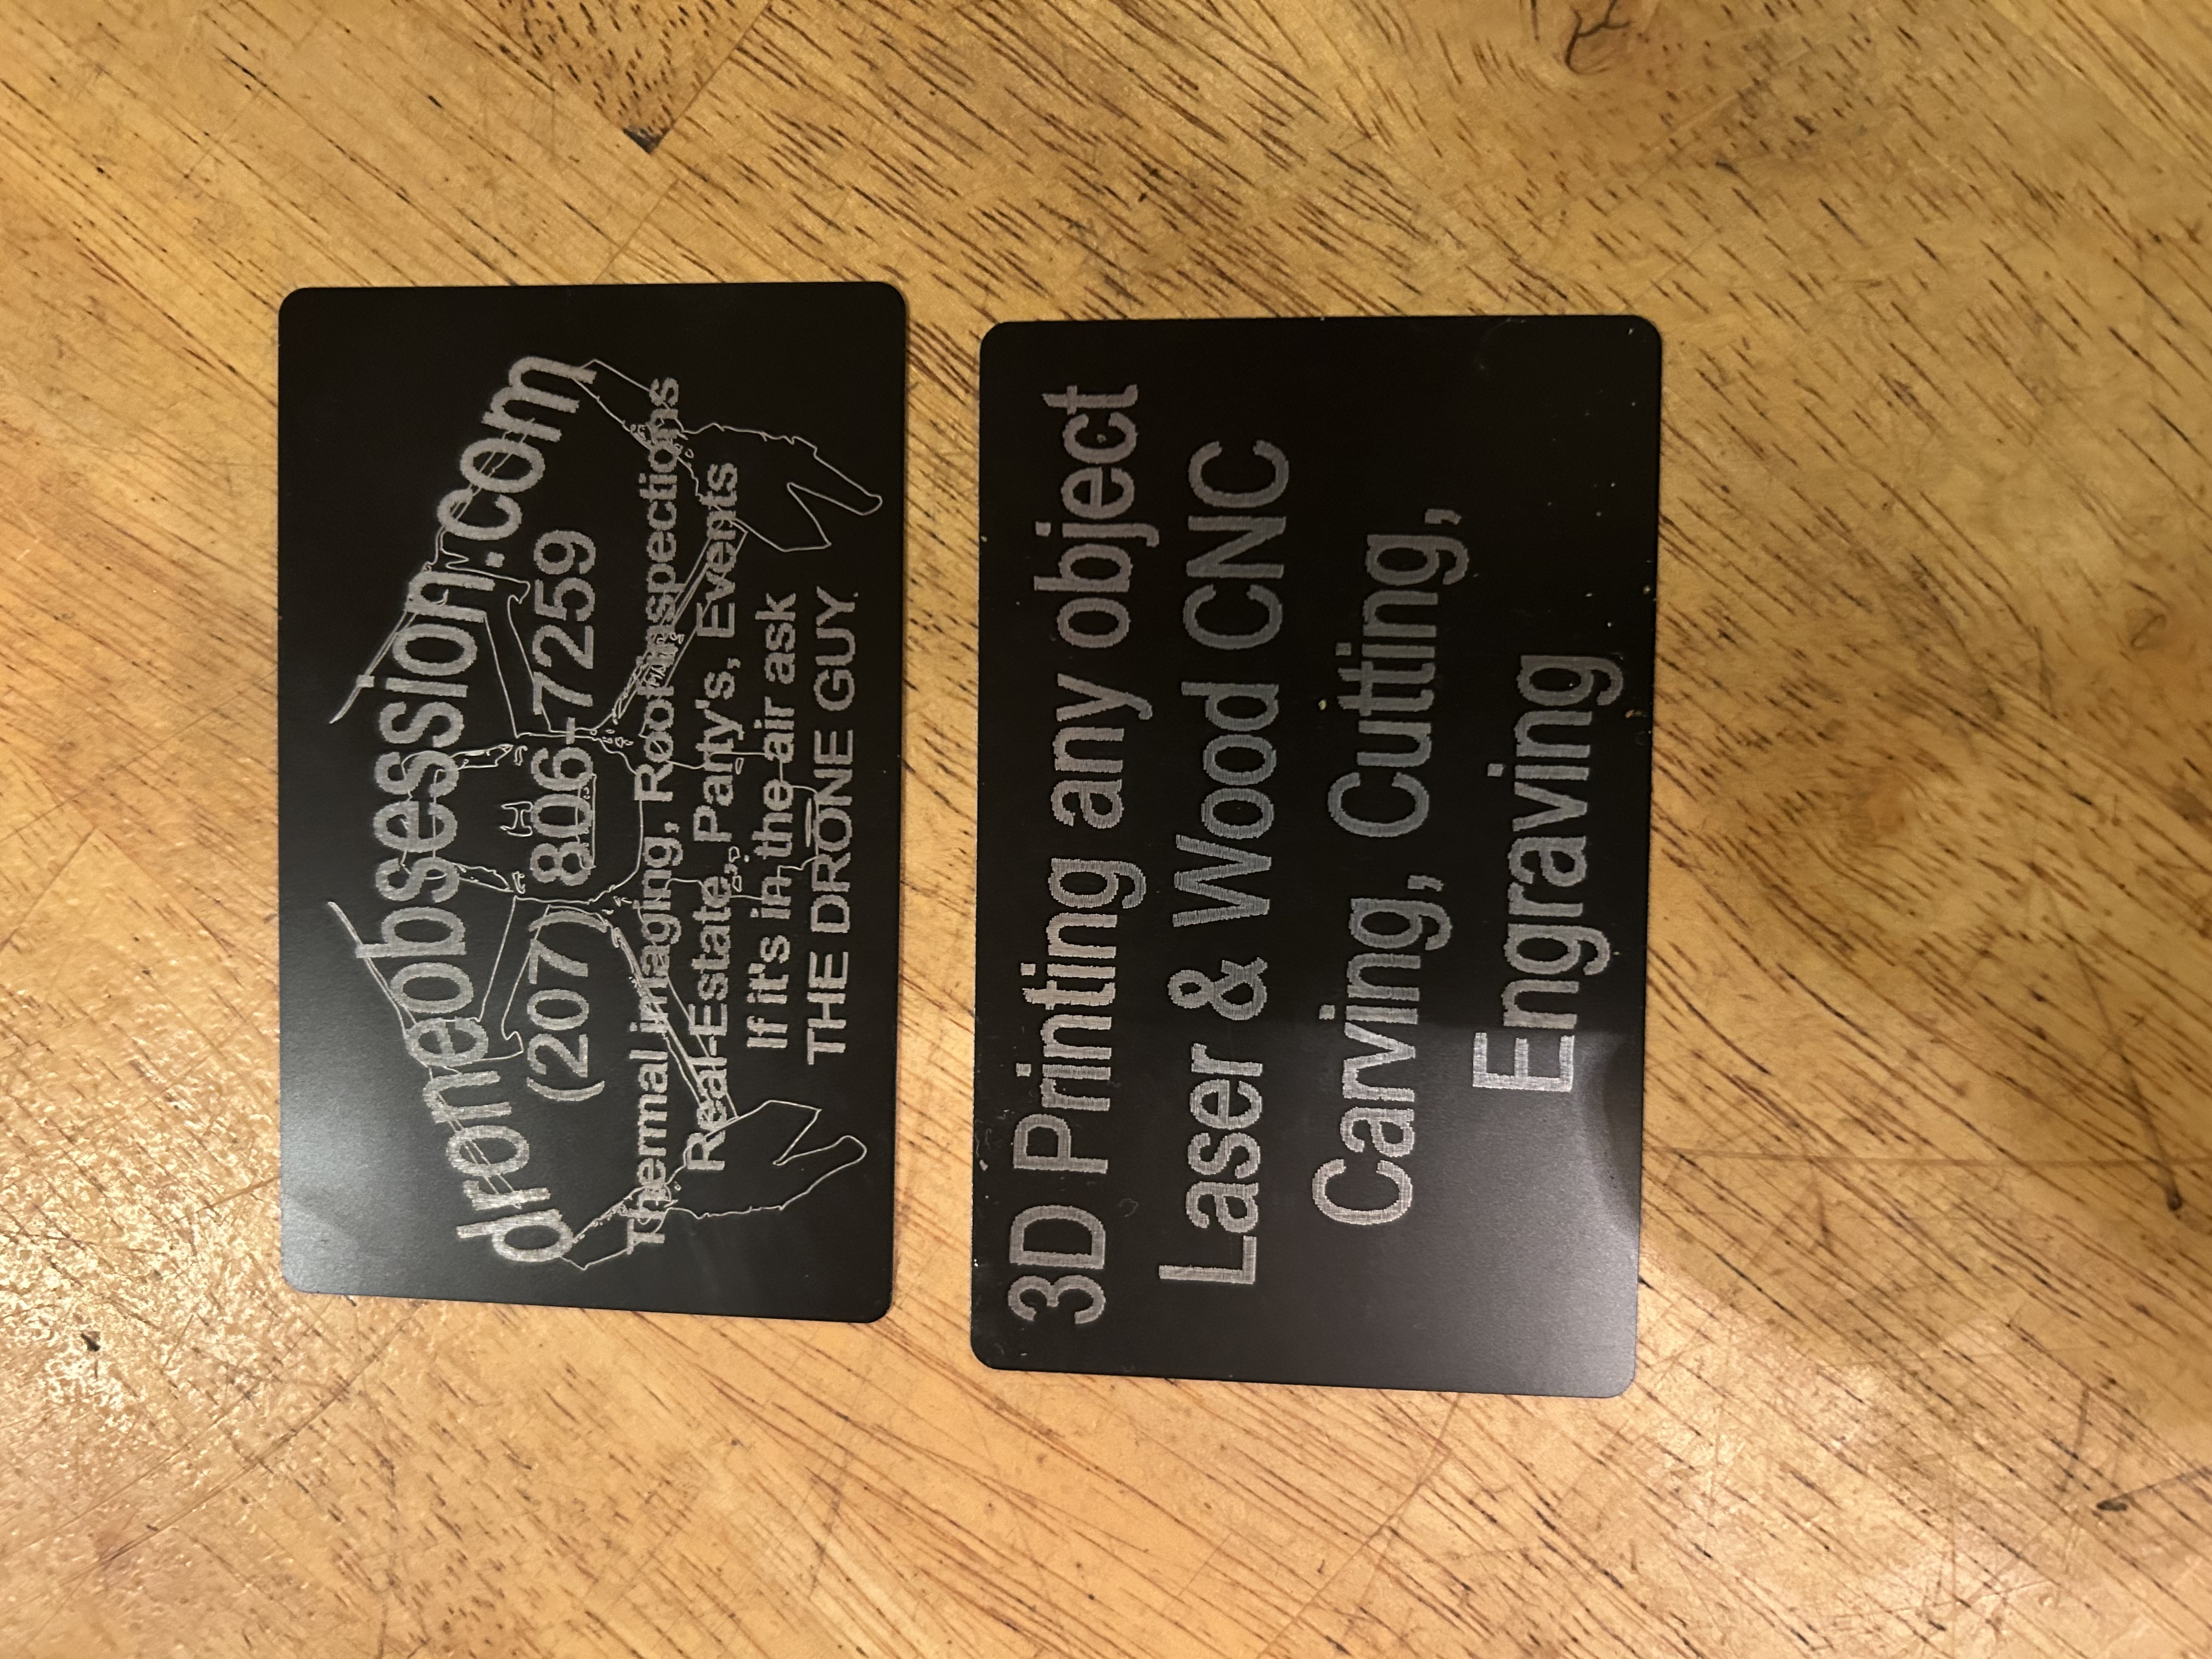 droneobsession.com
(207) 806-7259
Thermal imaging, Roof inspections
Real-Estate, Party's, Events
If it's in the air ask
THE DRONE GUY.
3D Printing any object
Laser & Wood CNC
Carving, Cutting,
Engraving